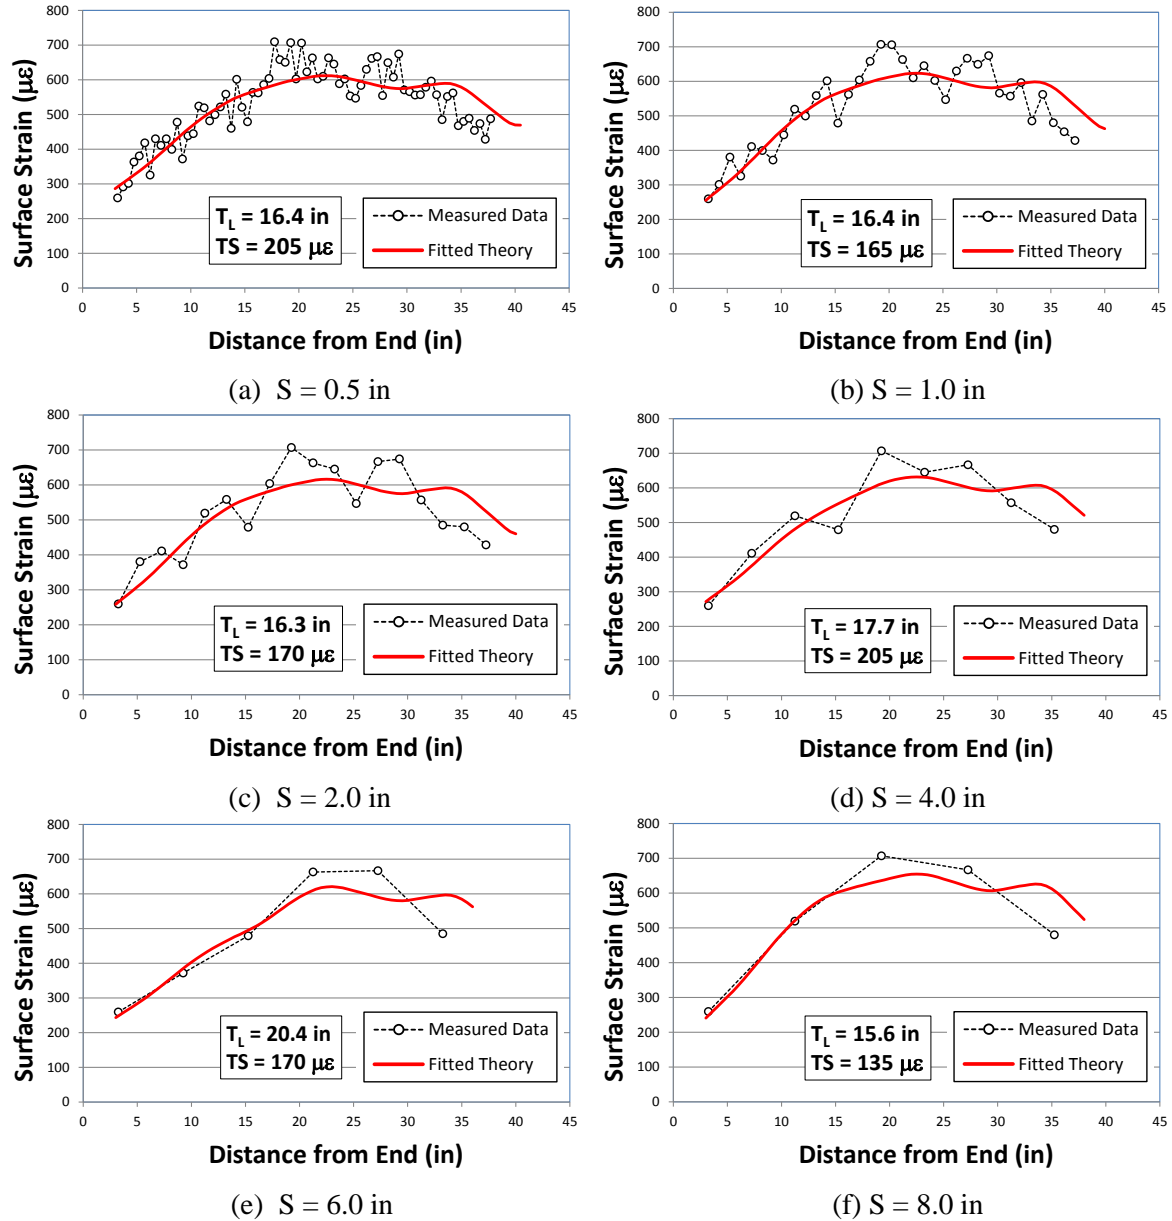 Surface Strain (με)
800
700
600
500
400
300
200
100
0
T_L = 16.4 in
TS = 205 με
Measured Data
Fitted Theory
0 5 10 15 20 25 30 35 40 45
Distance from End (in)
(a) S = 0.5 in
Surface Strain (με)
800
700
600
500
400
300
200
100
0
T_L = 16.4 in
TS = 165 με
Measured Data
Fitted Theory
0 5 10 15 20 25 30 35 40 45
Distance from End (in)
(b) S = 1.0 in
Surface Strain (με)
800
700
600
500
400
300
200
100
0
T_L = 16.3 in
TS = 170 με
Measured Data
Fitted Theory
0 5 10 15 20 25 30 35 40 45
Distance from End (in)
(c) S = 2.0 in
Surface Strain (με)
800
700
600
500
400
300
200
100
0
T_L = 17.7 in
TS = 205 με
Measured Data
Fitted Theory
0 5 10 15 20 25 30 35 40 45
Distance from End (in)
(d) S = 4.0 in
Surface Strain (με)
800
700
600
500
400
300
200
100
0
T_L = 20.4 in
TS = 170 με
Measured Data
Fitted Theory
0 5 10 15 20 25 30 35 40 45
Distance from End (in)
(e) S = 6.0 in
Surface Strain (με)
800
700
600
500
400
300
200
100
0
T_L = 15.6 in
TS = 135 με
Measured Data
Fitted Theory
0 5 10 15 20 25 30 35 40 45
Distance from End (in)
(f) S = 8.0 in